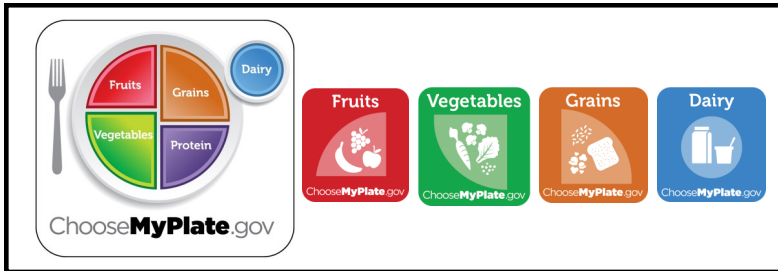 Fruits
Grains
Dairy
Vegetables
Protein
ChooseMyPlate.gov
Fruits
ChooseMyPlate.gov
Vegetables
ChooseMyPlate.gov
Grains
ChooseMyPlate.gov
Dairy
ChooseMyPlate.gov